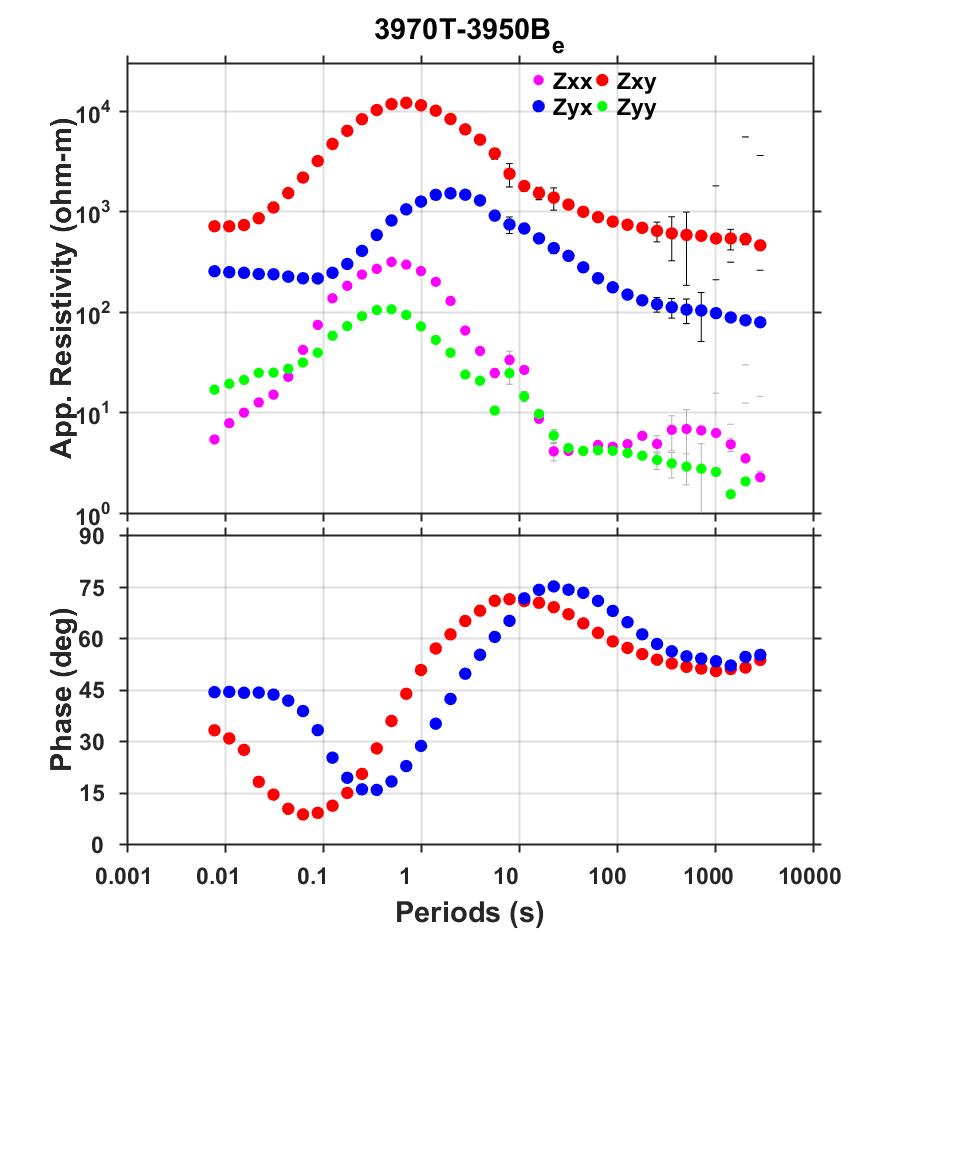 3970T-3950Be
Zxx Zxy
Zyx Zyy
App. Resistivity (ohm-m)
10^4
10^3
10^2
10^1
10^0
Phase (deg)
90
75
60
45
30
15
0
0.001 0.01 0.1 1 10 100 1000 10000
Periods (s)